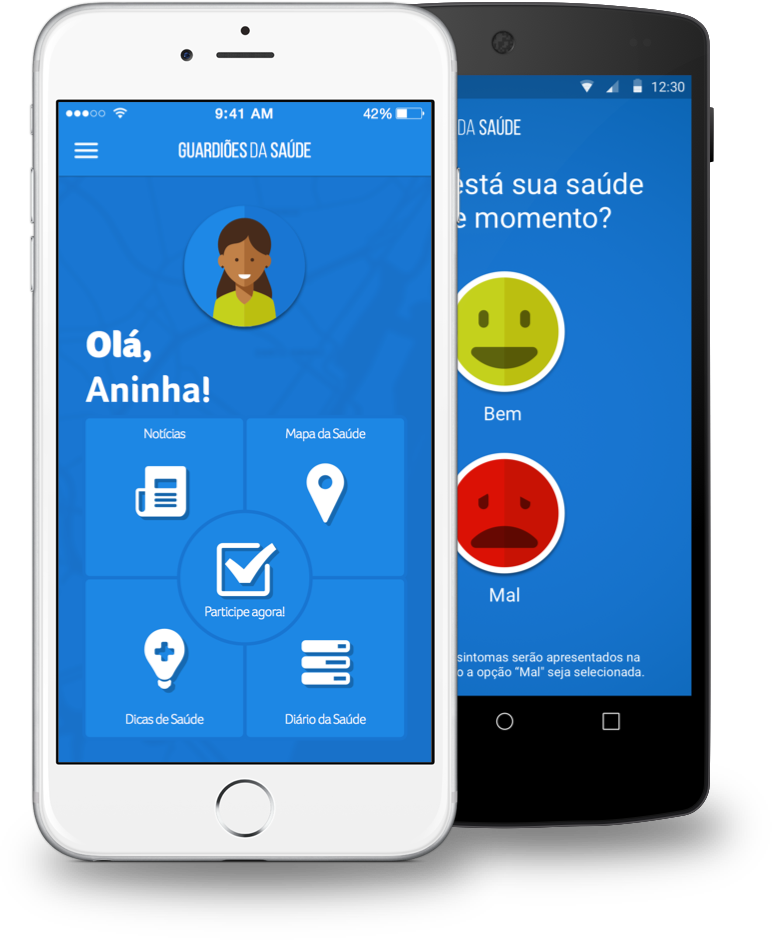 9:41 AM
42%
GUARDIÕES DA SAÚDE
Olá,
Aninha!
Notícias
Mapa da Saúde
Participe agora!
Dicas de Saúde
Diário da Saúde
12:30
DA SAÚDE
está sua saúde
e momento?
Bem
Mal
sintomas serão apresentados na
o a opção "Mal" seja selecionada.